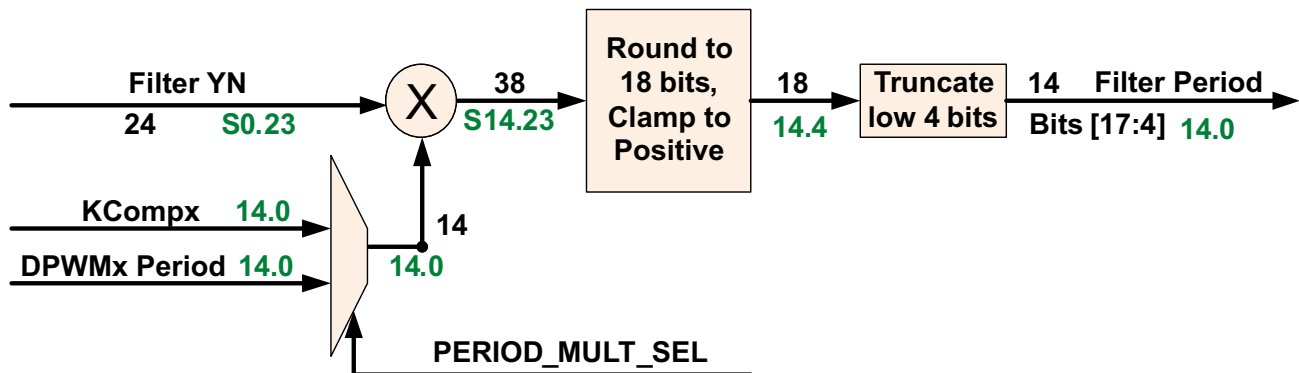 Filter YN
24 S0.23
X
38
S14.23
Round to
18 bits,
Clamp to
Positive
18
14.4
Truncate
low 4 bits
14 Filter Period
Bits [17:4] 14.0
KCompx 14.0
DPWMx Period 14.0
14
14.0
PERIOD_MULT_SEL